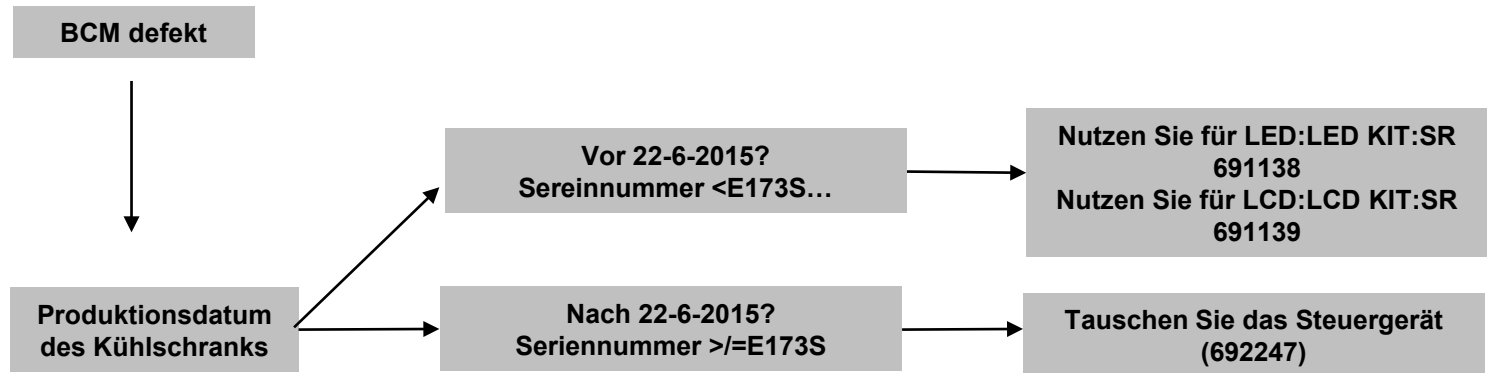 BCM defekt
Vor 22-6-2015?
Sereinnummer <E173S…
Nutzen Sie für LED:LED KIT:SR
691138
Nutzen Sie für LCD:LCD KIT:SR
691139
Produktionsdatum
des Kühlschranks
Nach 22-6-2015?
Seriennummer >/=E173S
Tauschen Sie das Steuergerät
(692247)